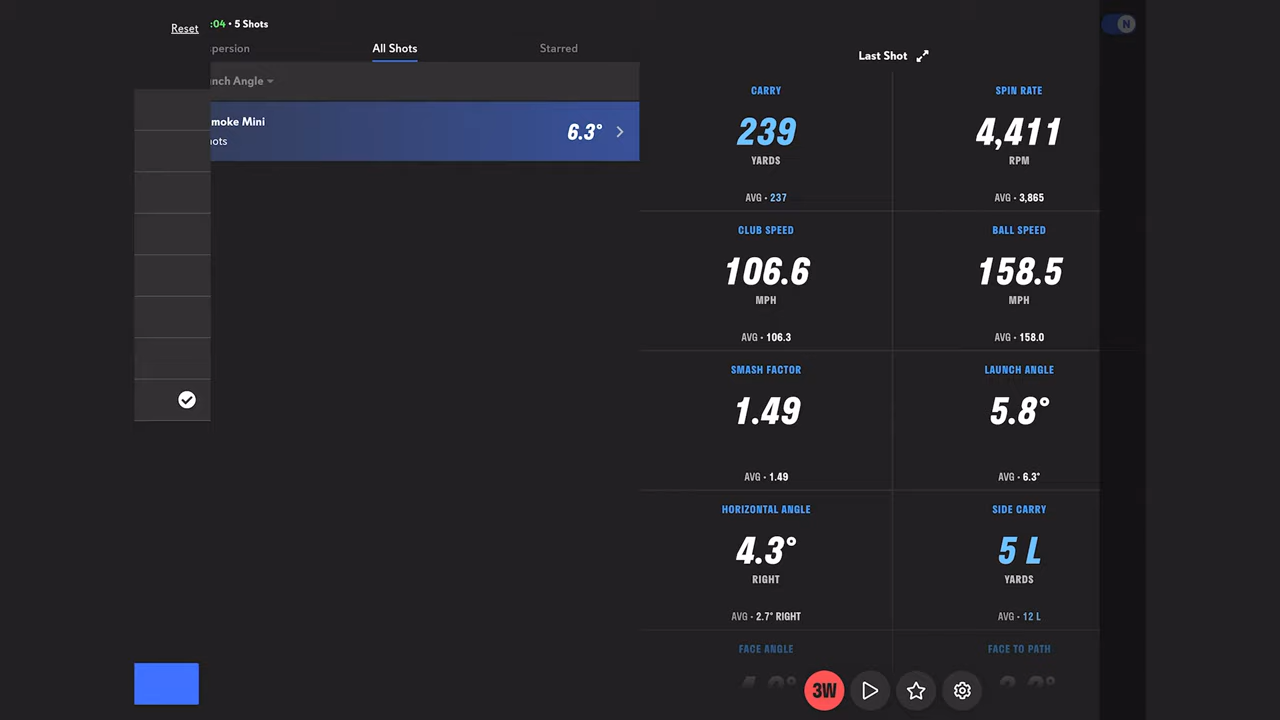 Reset
:04 • 5 Shots
persion
All Shots
Starred
nch Angle
moke Mini
ots
6.3°
Last Shot
N
CARRY
SPIN RATE
239
4,411
YARDS
RPM
AVG - 237
AVG - 3,865
CLUB SPEED
BALL SPEED
106.6
158.5
MPH
MPH
AVG - 106.3
AVG - 158.0
SMASH FACTOR
LAUNCH ANGLE
1.49
5.8°
AVG - 1.49
AVG - 6.3°
HORIZONTAL ANGLE
SIDE CARRY
4.3°
5 L
RIGHT
YARDS
AVG - 2.7° RIGHT
AVG - 12 L
FACE ANGLE
FACE TO PATH
3W